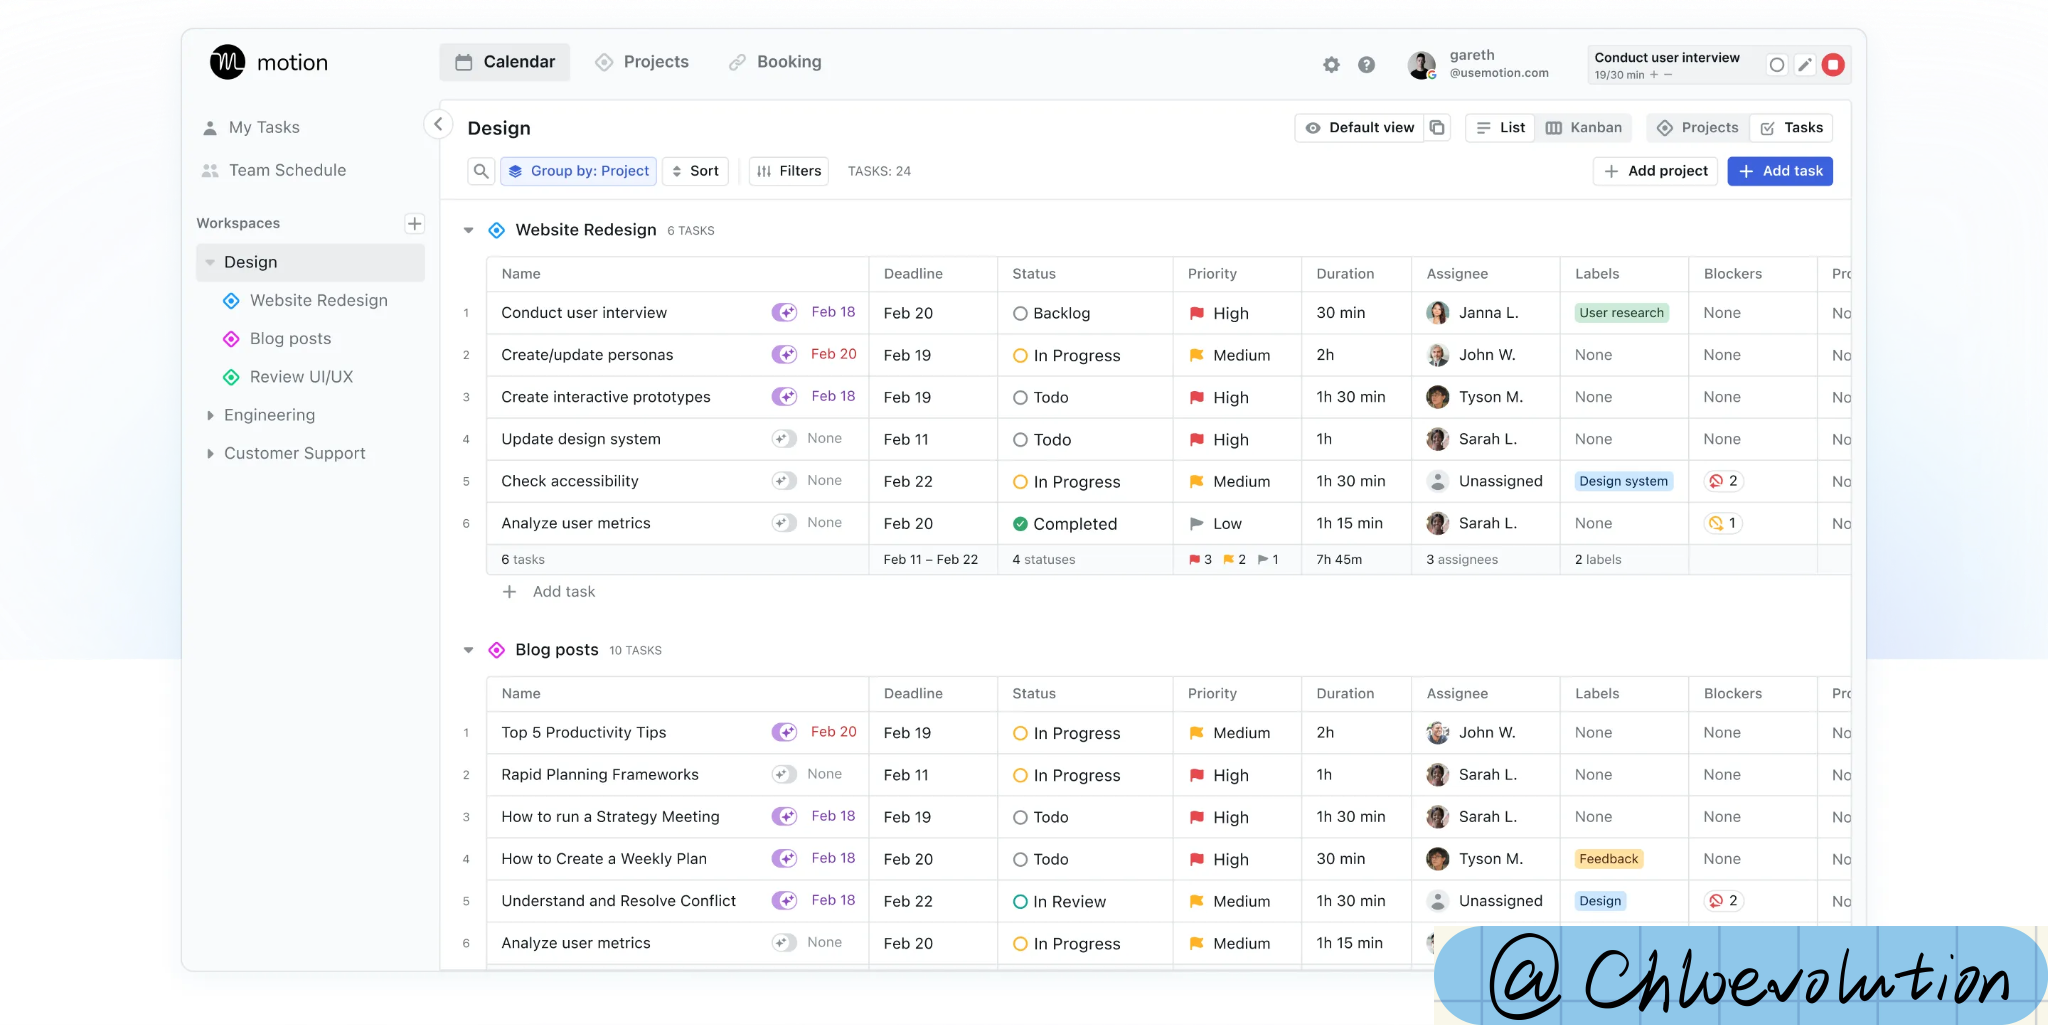 motion
Calendar
Projects
Booking
gareth
@usemotion.com
Conduct user interview
19/30 min + −
My Tasks
Team Schedule
Workspaces
Design
Website Redesign
Blog posts
Review UI/UX
Engineering
Customer Support
Design
Default view
List
Kanban
Projects
Tasks
Group by: Project
Sort
Filters
TASKS: 24
Add project
Add task
Website Redesign 6 TASKS
Name Deadline Status Priority Duration Assignee Labels Blockers Pro
1 Conduct user interview Feb 18 Feb 20 Backlog High 30 min Janna L. User research None No
2 Create/update personas Feb 20 Feb 19 In Progress Medium 2h John W. None None No
3 Create interactive prototypes Feb 18 Feb 19 Todo High 1h 30 min Tyson M. None None No
4 Update design system None Feb 11 Todo High 1h Sarah L. None None No
5 Check accessibility None Feb 22 In Progress Medium 1h 30 min Unassigned Design system 2 No
6 Analyze user metrics None Feb 20 Completed Low 1h 15 min Sarah L. None 1 No
6 tasks Feb 11 – Feb 22 4 statuses 3 2 1 7h 45m 3 assignees 2 labels
Add task
Blog posts 10 TASKS
Name Deadline Status Priority Duration Assignee Labels Blockers Pro
1 Top 5 Productivity Tips Feb 20 Feb 19 In Progress Medium 2h John W. None None No
2 Rapid Planning Frameworks None Feb 11 In Progress High 1h Sarah L. None None No
3 How to run a Strategy Meeting Feb 18 Feb 19 Todo High 1h 30 min Sarah L. None None No
4 How to Create a Weekly Plan Feb 18 Feb 20 Todo High 30 min Tyson M. Feedback None No
5 Understand and Resolve Conflict Feb 18 Feb 22 In Review Medium 1h 30 min Unassigned Design 2 No
6 Analyze user metrics None Feb 20 In Progress Medium 1h 15 min
@Chloevolution